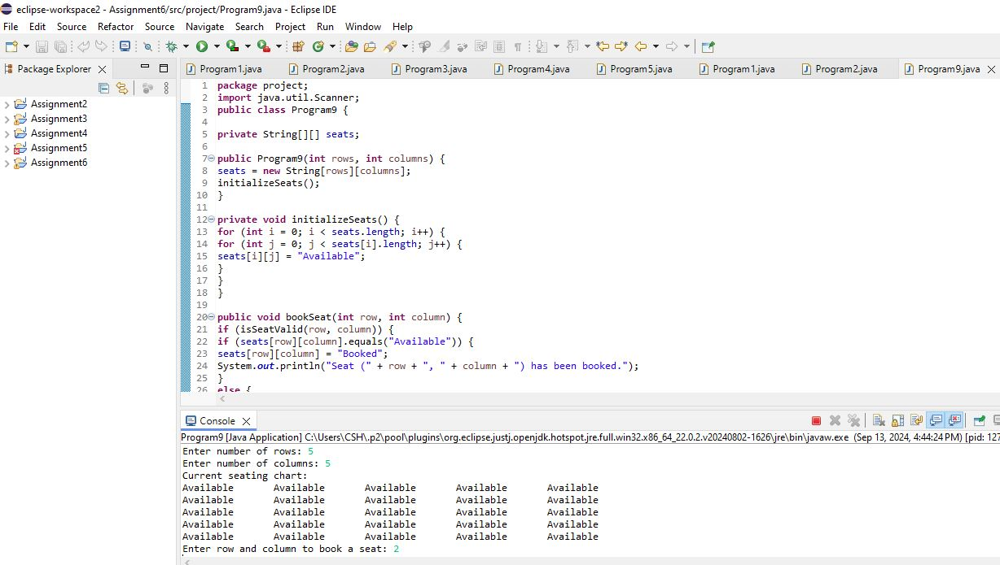 eclipse-workspace2 - Assignment6/src/project/Program9.java - Eclipse IDE
File Edit Source Refactor Source Navigate Search Project Run Window Help
Package Explorer
Program1.java Program2.java Program3.java Program4.java Program5.java Program1.java Program2.java Program9.java
Assignment2
Assignment3
Assignment4
Assignment5
Assignment6
1 package project;
2 import java.util.Scanner;
3 public class Program9 {
4
5 private String[][] seats;
6
7 public Program9(int rows, int columns) {
8 seats = new String[rows][columns];
9 initializeSeats();
10 }
11
12 private void initializeSeats() {
13 for (int i = 0; i < seats.length; i++) {
14 for (int j = 0; j < seats[i].length; j++) {
15 seats[i][j] = "Available";
16 }
17 }
18 }
19
20 public void bookSeat(int row, int column) {
21 if (isSeatValid(row, column)) {
22 if (seats[row][column].equals("Available")) {
23 seats[row][column] = "Booked";
24 System.out.println("Seat (" + row + ", " + column + ") has been booked.");
25 }
26 else {
Console
Program9 [Java Application] C:\Users\CSH\.p2\pool\plugins\org.eclipse.justj.openjdk.hotspot.jre.full.win32.x86_64_22.0.2.v20240802-1626\jre\bin\javaw.exe (Sep 13, 2024, 4:44:24 PM) [pid: 127
Enter number of rows: 5
Enter number of columns: 5
Current seating chart:
Available Available Available Available Available
Available Available Available Available Available
Available Available Available Available Available
Available Available Available Available Available
Available Available Available Available Available
Enter row and column to book a seat: 2